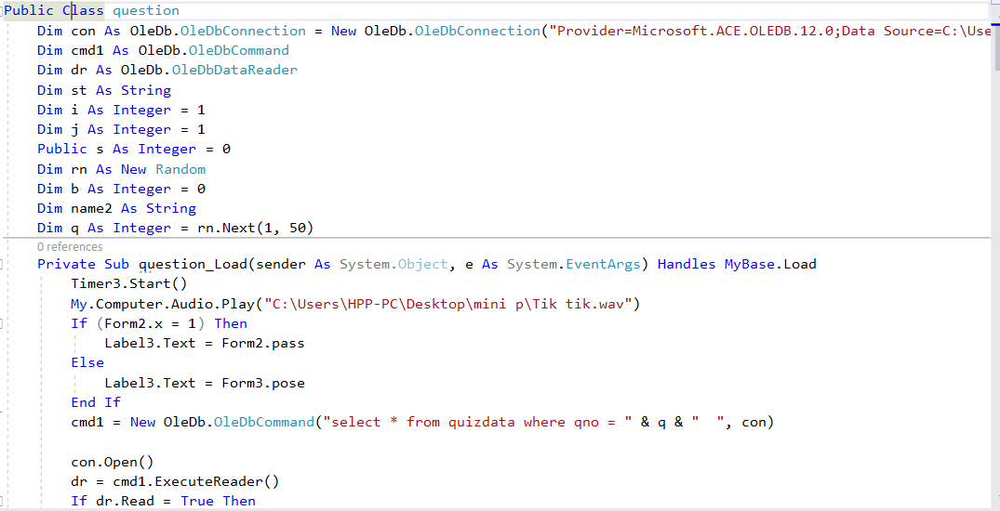 Public Class question
Dim con As OleDb.OleDbConnection = New OleDb.OleDbConnection("Provider=Microsoft.ACE.OLEDB.12.0;Data Source=C:\Use
Dim cmd1 As OleDb.OleDbCommand
Dim dr As OleDb.OleDbDataReader
Dim st As String
Dim i As Integer = 1
Dim j As Integer = 1
Public s As Integer = 0
Dim rn As New Random
Dim b As Integer = 0
Dim name2 As String
Dim q As Integer = rn.Next(1, 50)
0 references
Private Sub question_Load(sender As System.Object, e As System.EventArgs) Handles MyBase.Load
Timer3.Start()
My.Computer.Audio.Play("C:\Users\HPP-PC\Desktop\mini p\Tik tik.wav")
If (Form2.x = 1) Then
Label3.Text = Form2.pass
Else
Label3.Text = Form3.pose
End If
cmd1 = New OleDb.OleDbCommand("select * from quizdata where qno = " & q & "  ", con)
con.Open()
dr = cmd1.ExecuteReader()
If dr.Read = True Then